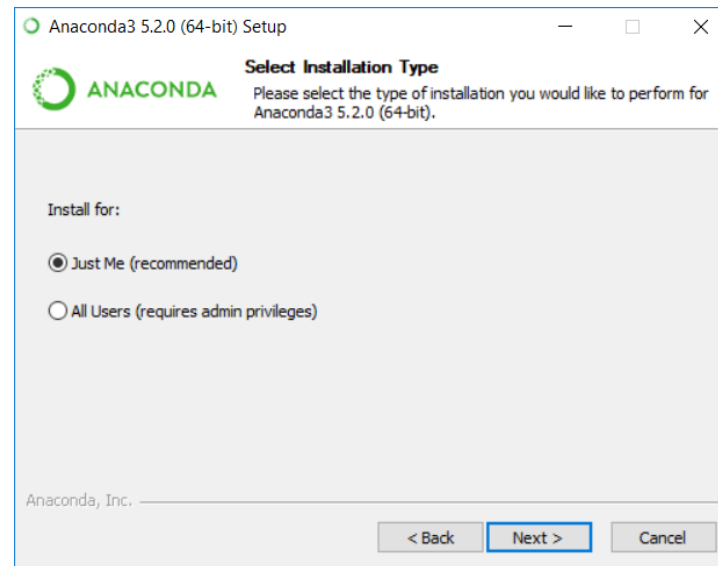 Anaconda3 5.2.0 (64-bit) Setup
Select Installation Type
ANACONDA
Please select the type of installation you would like to perform for
Anaconda3 5.2.0 (64-bit).
Install for:
Just Me (recommended)
All Users (requires admin privileges)
Anaconda, Inc.
< Back Next > Cancel